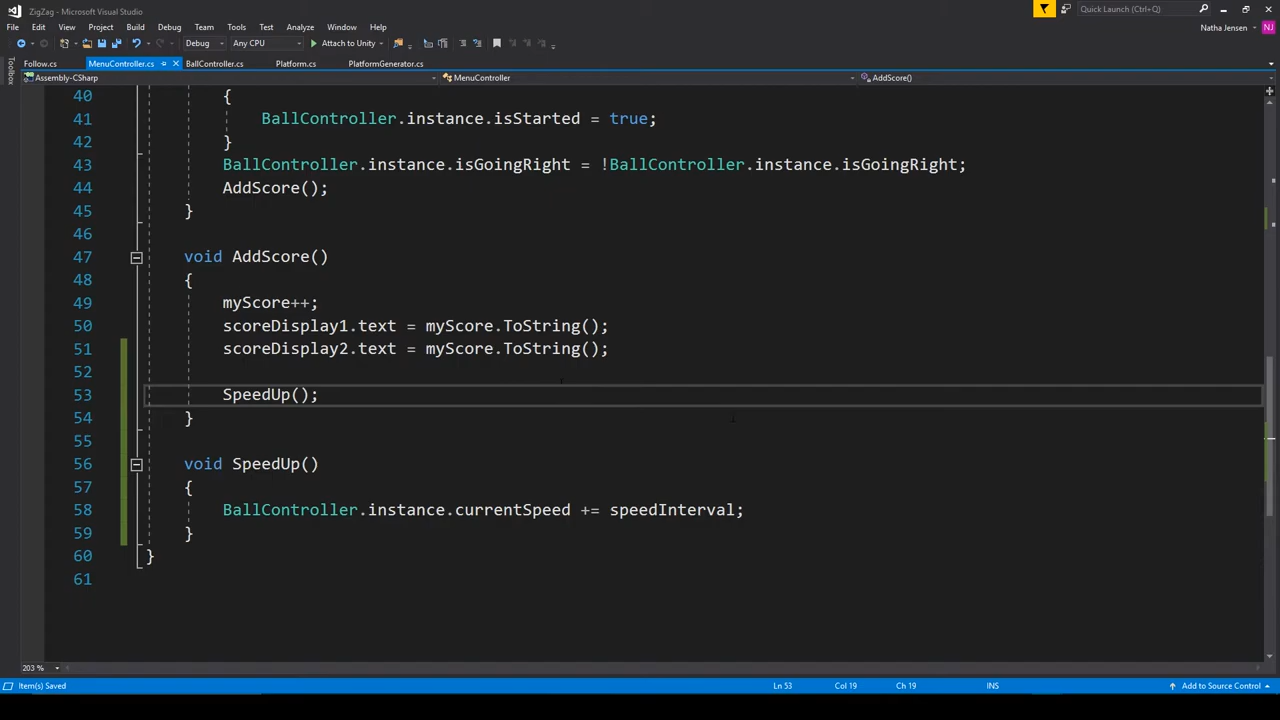 ZigZag - Microsoft Visual Studio
Quick Launch (Ctrl+Q)
File Edit View Project Build Debug Team Tools Test Analyze Window Help
Natha Jensen NJ
Debug Any CPU Attach to Unity
Toolbox
Follow.cs MenuController.cs BallController.cs Platform.cs PlatformGenerator.cs
Assembly-CSharp MenuController AddScore()
40 {
41 BallController.instance.isStarted = true;
42 }
43 BallController.instance.isGoingRight = !BallController.instance.isGoingRight;
44 AddScore();
45 }
46
47 void AddScore()
48 {
49 myScore++;
50 scoreDisplay1.text = myScore.ToString();
51 scoreDisplay2.text = myScore.ToString();
52
53 SpeedUp();
54 }
55
56 void SpeedUp()
57 {
58 BallController.instance.currentSpeed += speedInterval;
59 }
60 }
61
203 %
Item(s) Saved Ln 53 Col 19 Ch 19 INS Add to Source Control